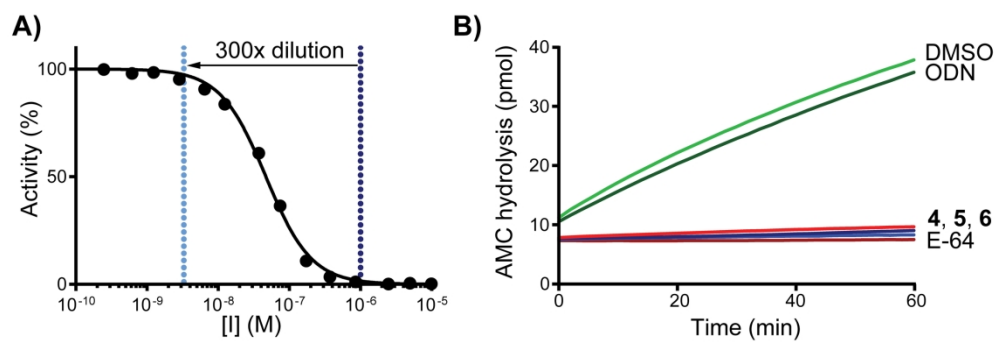 A)
300x dilution
100
50
0
Activity (%)
10⁻¹⁰ 10⁻⁹ 10⁻⁸ 10⁻⁷ 10⁻⁶ 10⁻⁵
[I] (M)
B)
40
30
20
10
0
AMC hydrolysis (pmol)
DMSO
ODN
4, 5, 6
E-64
0 20 40 60
Time (min)